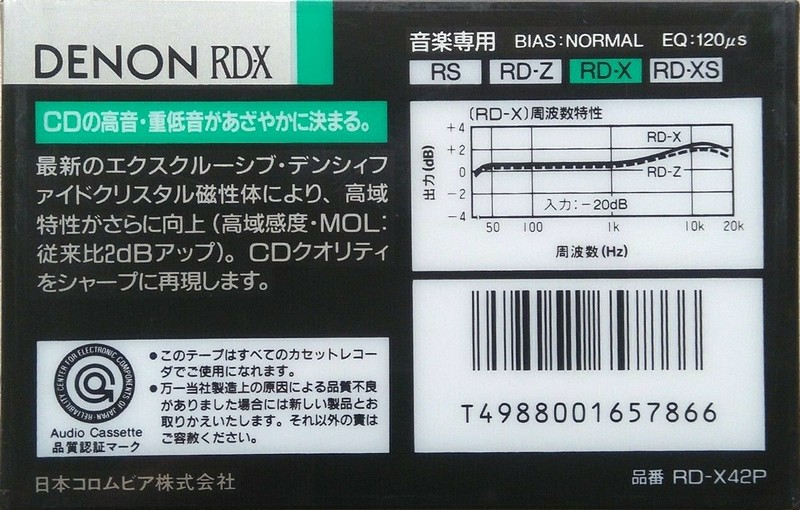 DENON RD-X
音楽専用 BIAS:NORMAL EQ:120μs
RS RD-Z RD-X RD-XS
CDの高音・重低音があざやかに決まる。
最新のエクスクルーシブ・デンシィフ
ァイドクリスタル磁性体により、高域
特性がさらに向上(高域感度・MOL:
従来比2dBアップ)。CDクオリティ
をシャープに再現します。
(RD-X)周波数特性
出力(dB)
+4
+2
0
-2
-4
RD-X
RD-Z
入力:-20dB
50 100 1k 10k 20k
周波数(Hz)
T4988001657866
RELIABILITY CENTER FOR ELECTRONIC COMPONENTS OF JAPAN
Audio Cassette
品質認証マーク
●このテープはすべてのカセットレコー
ダでご使用になれます。
●万一当社製造上の原因による品質不良
がありました場合には新しい製品とお
取りかえいたします。それ以外の責は
ご容赦ください。
日本コロムビア株式会社
品番 RD-X42P